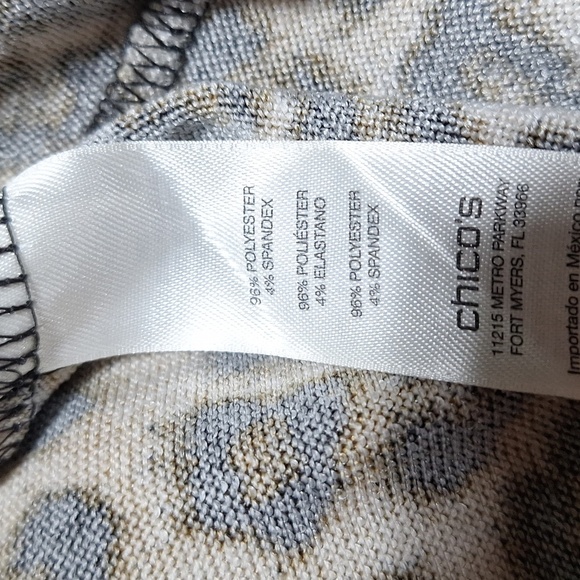 96% POLYESTER
4% SPANDEX
96% POLIÉSTER
4% ELASTANO
96% POLYESTER
4% SPANDEX
chico's
11215 METRO PARKWAY
FORT MYERS, FL 33966
Importado en México